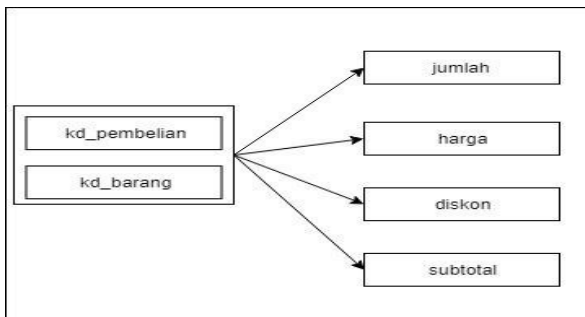 kd_pembelian
kd_barang
jumlah
harga
diskon
subtotal